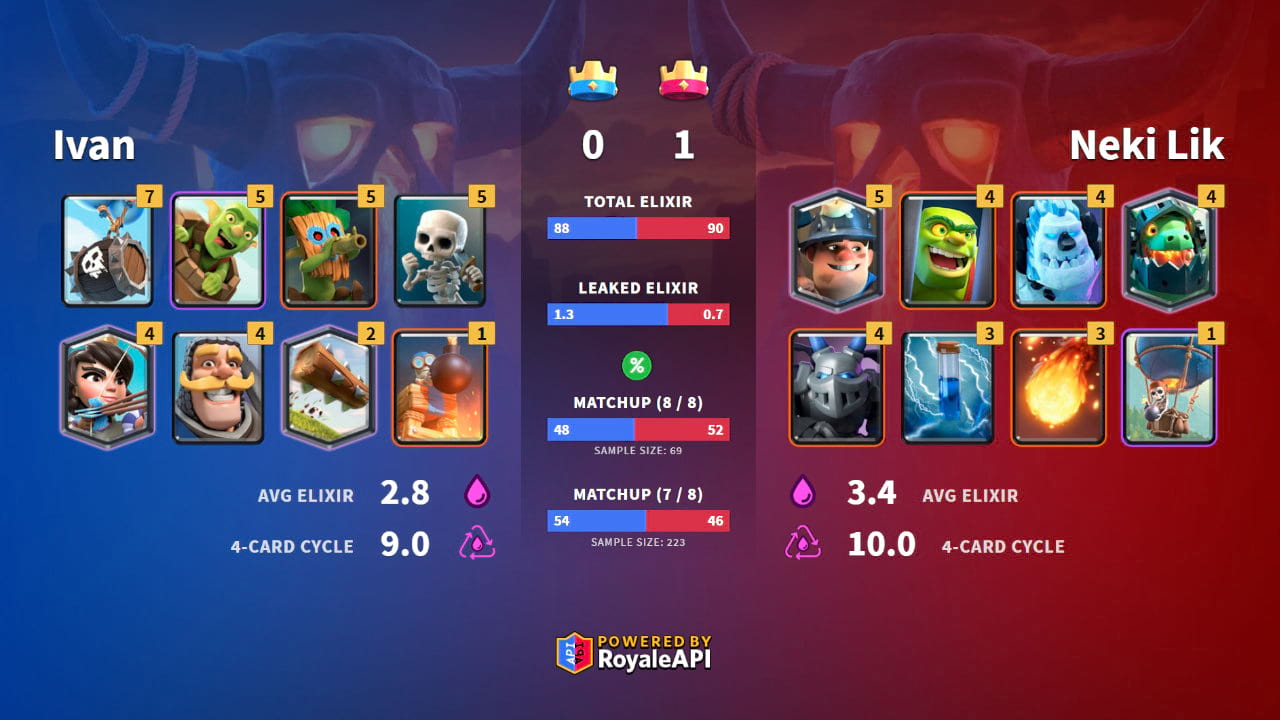 0 1
Ivan
Neki Lik
7 5 5 5
4 4 2 1
5 4 4 4
4 3 3 1
TOTAL ELIXIR
88 90
LEAKED ELIXIR
1.3 0.7
%
MATCHUP (8 / 8)
48 52
SAMPLE SIZE: 69
MATCHUP (7 / 8)
54 46
SAMPLE SIZE: 223
AVG ELIXIR 2.8
4-CARD CYCLE 9.0
3.4 AVG ELIXIR
10.0 4-CARD CYCLE
POWERED BY
RoyaleAPI